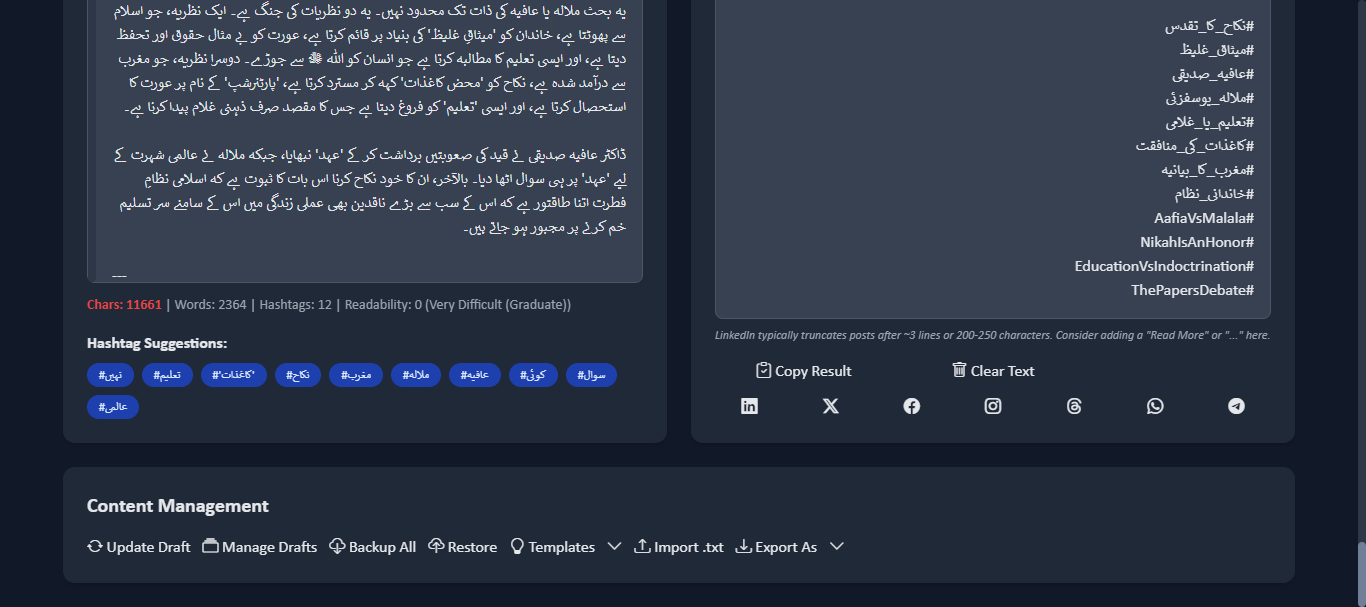 یہ بحث ملالہ یا عافیہ کی ذات تک محدود نہیں۔ یہ دو نظریات کی جنگ ہے۔ ایک نظریہ، جو اسلام
سے پھوٹتا ہے، خاندان کو 'میثاقِ غلیظ' کی بنیاد پر قائم کرتا ہے، عورت کو بے مثال حقوق اور تحفظ
دیتا ہے، اور ایسی تعلیم کا مطالبہ کرتا ہے جو انسان کو اللہ ﷻ سے جوڑے۔ دوسرا نظریہ، جو مغرب
سے درآمد شدہ ہے، نکاح کو 'محض کاغذات' کہہ کر مسترد کرتا ہے، 'پارٹنرشپ' کے نام پر عورت کا
استحصال کرتا ہے، اور ایسی 'تعلیم' کو فروغ دیتا ہے جس کا مقصد صرف ذہنی غلام پیدا کرنا ہے۔
ڈاکٹر عافیہ صدیقی نے قید کی صعوبتیں برداشت کر کے 'عہد' نبھایا، جبکہ ملالہ نے عالمی شہرت کے
لیے 'عہد' پر ہی سوال اٹھا دیا۔ بالآخر، ان کا خود نکاح کرنا اس بات کا ثبوت ہے کہ اسلامی نظامِ
فطرت اتنا طاقتور ہے کہ اس کے سب سے بڑے ناقدین بھی عملی زندگی میں اس کے سامنے سر تسلیم
خم کرنے پر مجبور ہو جاتے ہیں۔
---
Chars: 11661 | Words: 2364 | Hashtags: 12 | Readability: 0 (Very Difficult (Graduate))
Hashtag Suggestions:
#نہیں #تعلیم #'کاغذات' #نکاح #مغرب #ملالہ #عافیہ #کوئی #سوال
#عالمی
#نکاح_کا_تقدس
#میثاق_غلیظ
#عافیہ_صدیقی
#ملالہ_یوسفزئی
#تعلیم_یا_غلامی
#کاغذات_کی_منافقت
#مغرب_کا_بیانیہ
#خاندانی_نظام
#AafiaVsMalala
#NikahIsAnHonor
#EducationVsIndoctrination
#ThePapersDebate
LinkedIn typically truncates posts after ~3 lines or 200-250 characters. Consider adding a "Read More" or "..." here.
Copy Result Clear Text
Content Management
Update Draft Manage Drafts Backup All Restore Templates Import .txt Export As